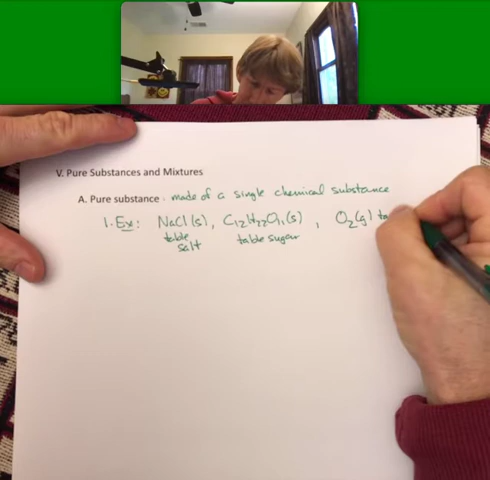 V. Pure Substances and Mixtures
A. Pure substance : made of a single chemical substance
1. Ex: NaCl(s), C12H22O11(s), O2(g) ta
table table sugar
salt